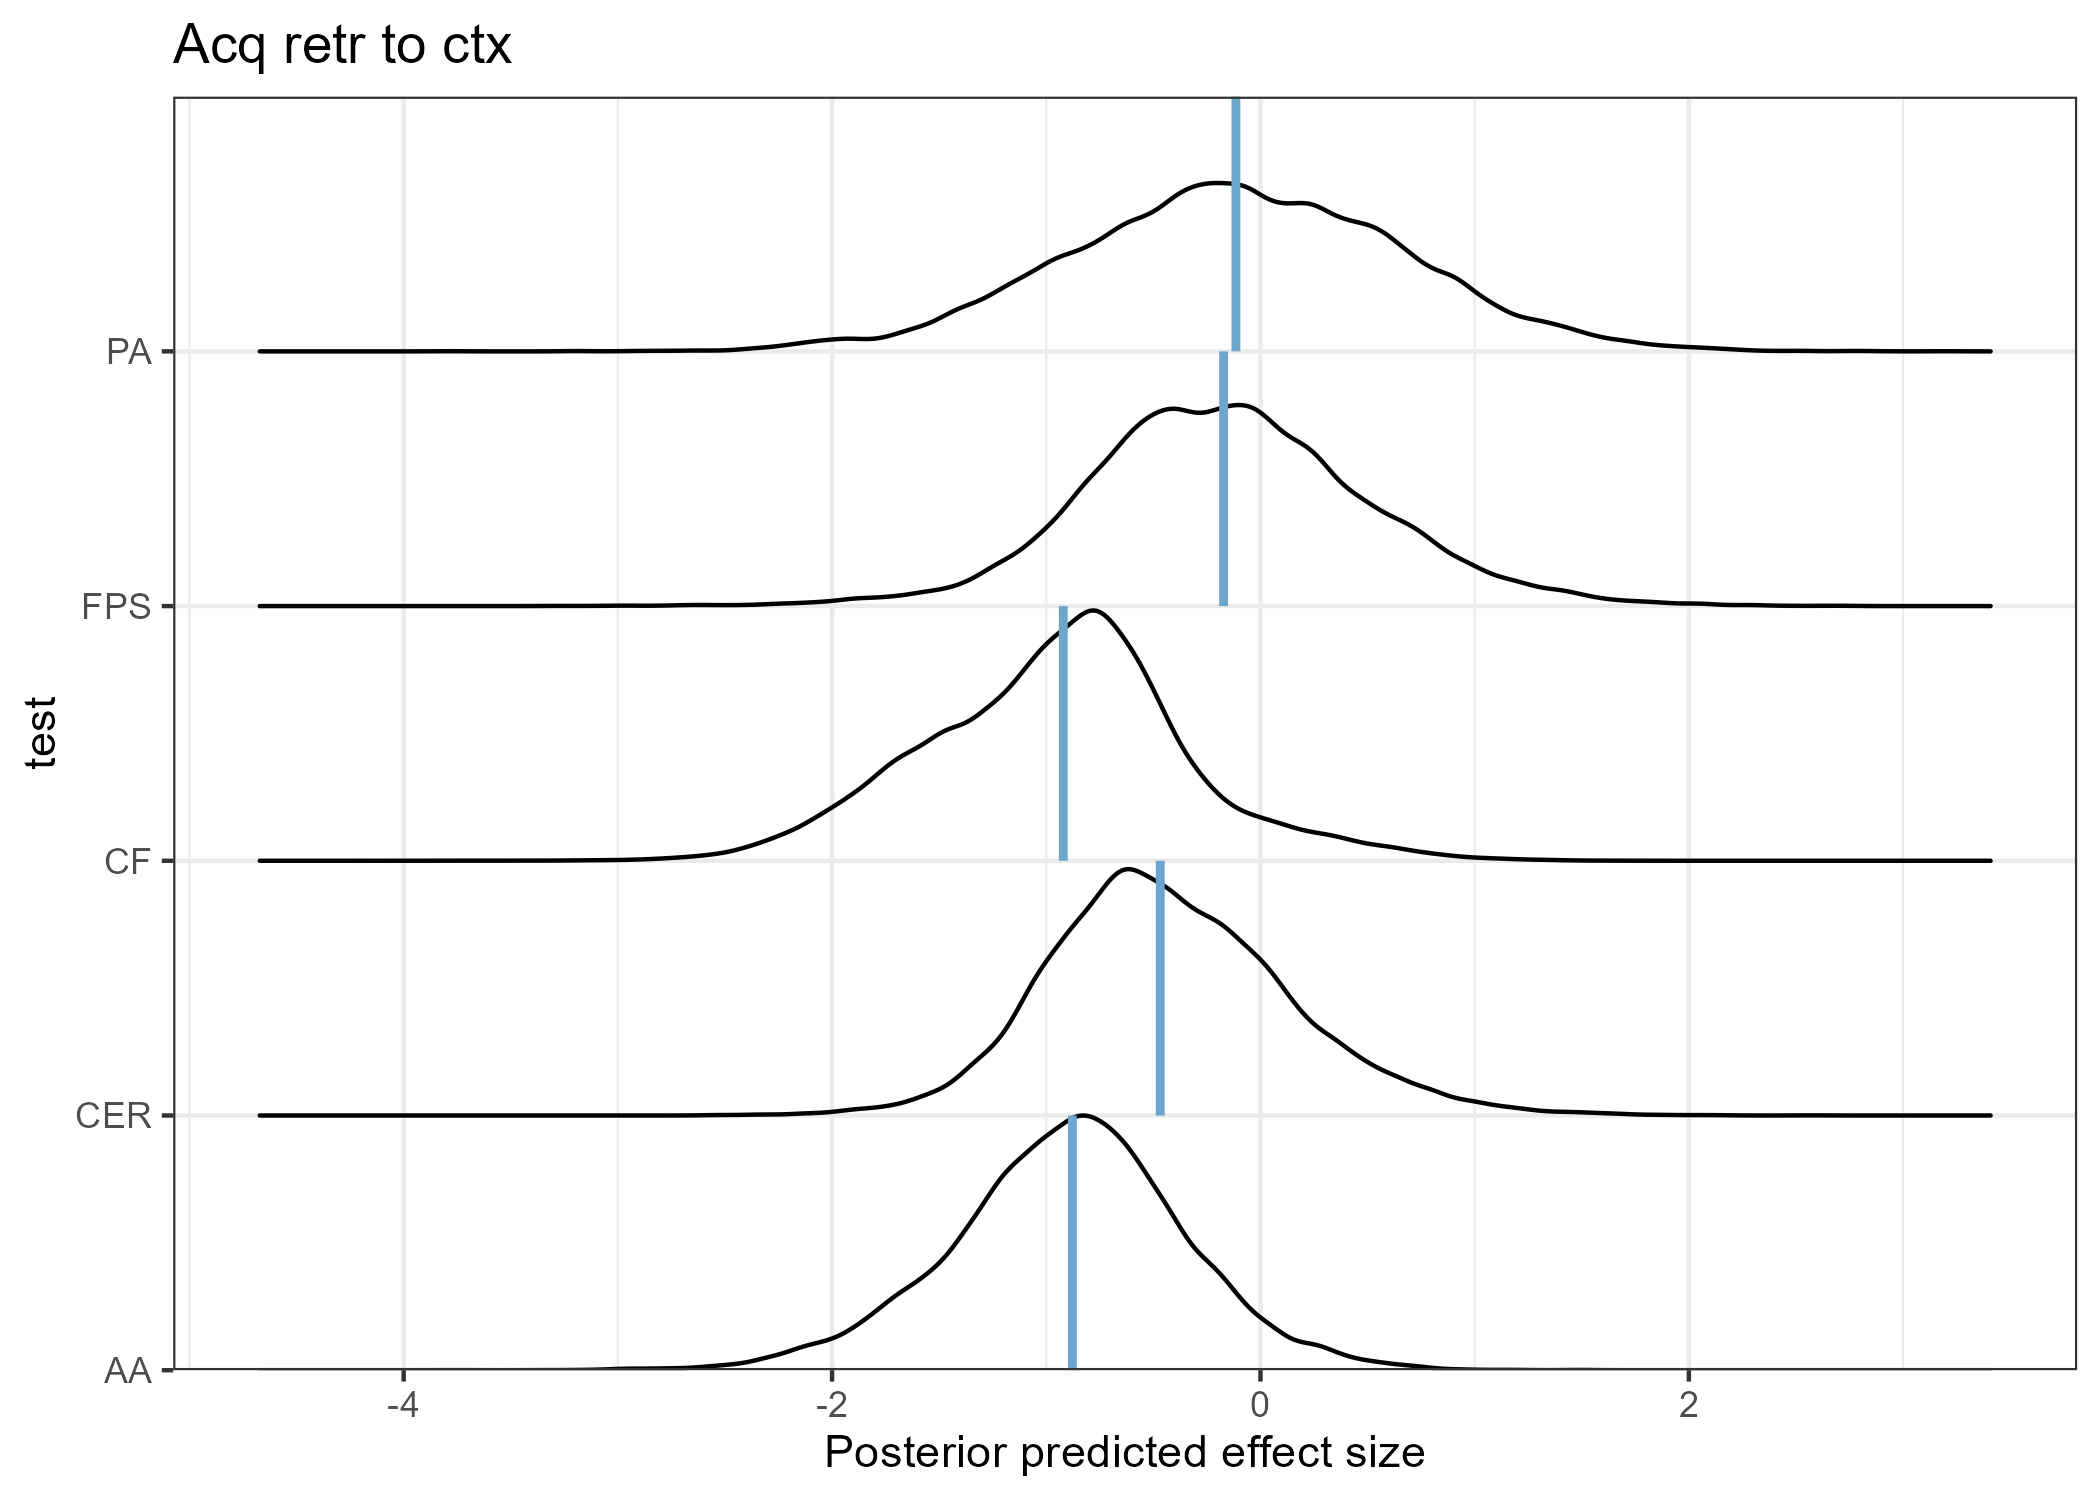 Acq retr to ctx
PA
FPS
CF
CER
AA
test
-4 -2 0 2
Posterior predicted effect size